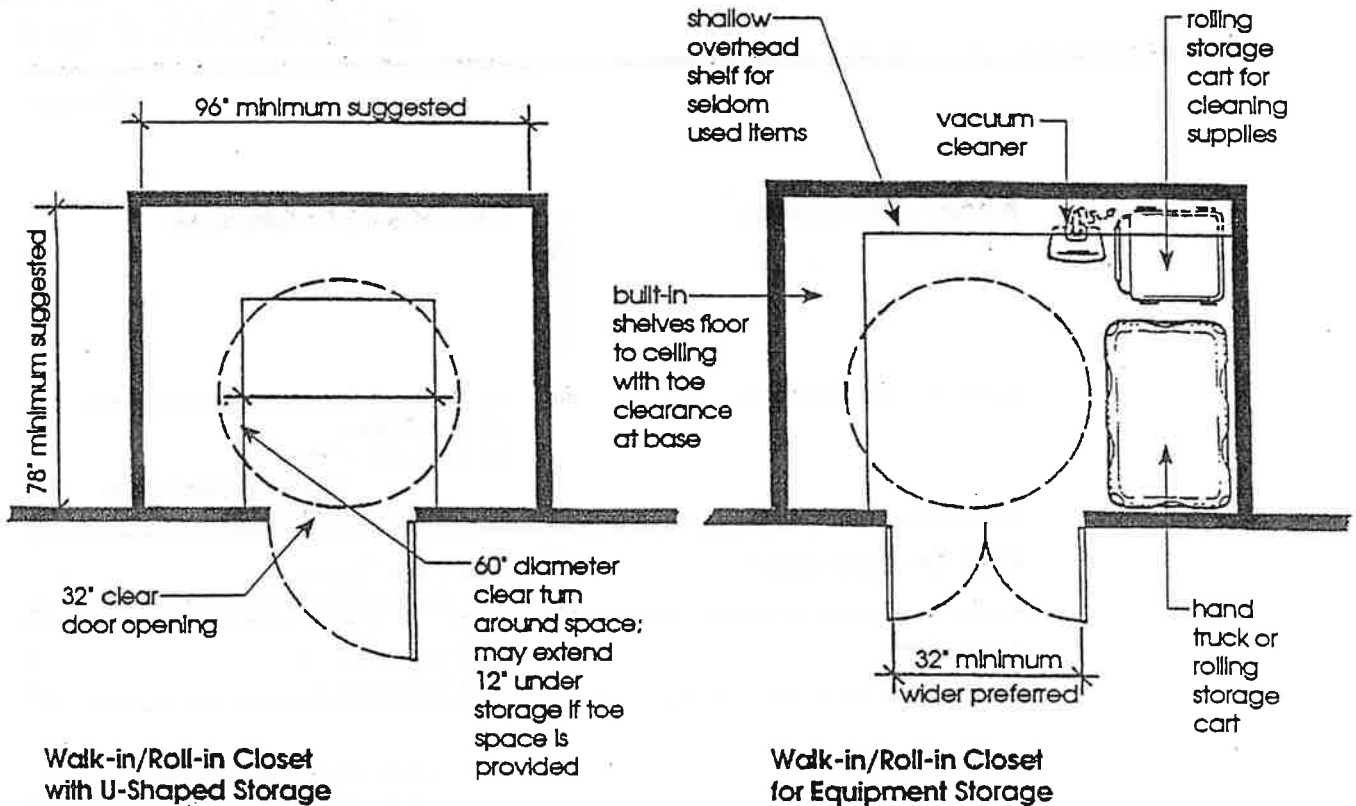 96" minimum suggested
78" minimum suggested
32" clear
door opening
60" diameter
clear turn
around space;
may extend
12" under
storage if toe
space is
provided
Walk-in/Roll-in Closet
with U-Shaped Storage
shallow
overhead
shelf for
seldom
used items
vacuum
cleaner
rolling
storage
cart for
cleaning
supplies
built-in
shelves floor
to ceiling
with toe
clearance
at base
32" minimum
wider preferred
hand
truck or
rolling
storage
cart
Walk-in/Roll-in Closet
for Equipment Storage